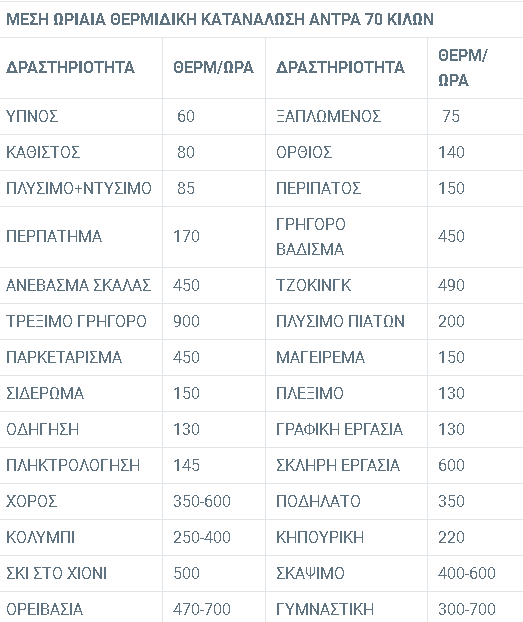 ΜΕΣΗ ΩΡΙΑΙΑ ΘΕΡΜΙΔΙΚΗ ΚΑΤΑΝΑΛΩΣΗ ΑΝΤΡΑ 70 ΚΙΛΩΝ
ΔΡΑΣΤΗΡΙΟΤΗΤΑ ΘΕΡΜ/ΩΡΑ ΔΡΑΣΤΗΡΙΟΤΗΤΑ ΘΕΡΜ/
ΩΡΑ
ΥΠΝΟΣ 60 ΞΑΠΛΩΜΕΝΟΣ 75
ΚΑΘΙΣΤΟΣ 80 ΟΡΘΙΟΣ 140
ΠΛΥΣΙΜΟ+ΝΤΥΣΙΜΟ 85 ΠΕΡΙΠΑΤΟΣ 150
ΠΕΡΠΑΤΗΜΑ 170 ΓΡΗΓΟΡΟ
ΒΑΔΙΣΜΑ 450
ΑΝΕΒΑΣΜΑ ΣΚΑΛΑΣ 450 ΤΖΟΚΙΝΓΚ 490
ΤΡΕΞΙΜΟ ΓΡΗΓΟΡΟ 900 ΠΛΥΣΙΜΟ ΠΙΑΤΩΝ 200
ΠΑΡΚΕΤΑΡΙΣΜΑ 450 ΜΑΓΕΙΡΕΜΑ 150
ΣΙΔΕΡΩΜΑ 150 ΠΛΕΞΙΜΟ 130
ΟΔΗΓΗΣΗ 130 ΓΡΑΦΙΚΗ ΕΡΓΑΣΙΑ 130
ΠΛΗΚΤΡΟΛΟΓΗΣΗ 145 ΣΚΛΗΡΗ ΕΡΓΑΣΙΑ 600
ΧΟΡΟΣ 350-600 ΠΟΔΗΛΑΤΟ 350
ΚΟΛΥΜΠΙ 250-400 ΚΗΠΟΥΡΙΚΗ 220
ΣΚΙ ΣΤΟ ΧΙΟΝΙ 500 ΣΚΑΨΙΜΟ 400-600
ΟΡΕΙΒΑΣΙΑ 470-700 ΓΥΜΝΑΣΤΙΚΗ 300-700